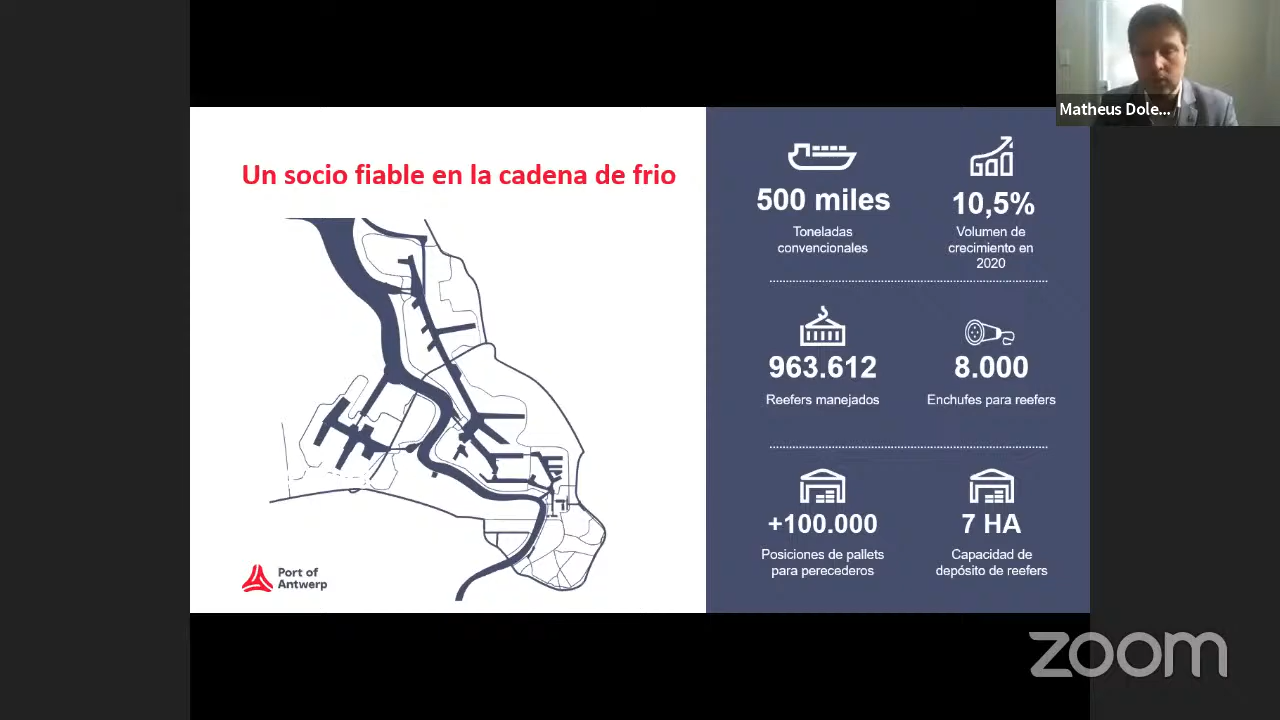 Matheus Dole...
Un socio fiable en la cadena de frio
500 miles
Toneladas
convencionales
10,5%
Volumen de
crecimiento en
2020
963.612
Reefers manejados
8.000
Enchufes para reefers
+100.000
Posiciones de pallets
para perecederos
7 HA
Capacidad de
depósito de reefers
Port of
Antwerp
zoom